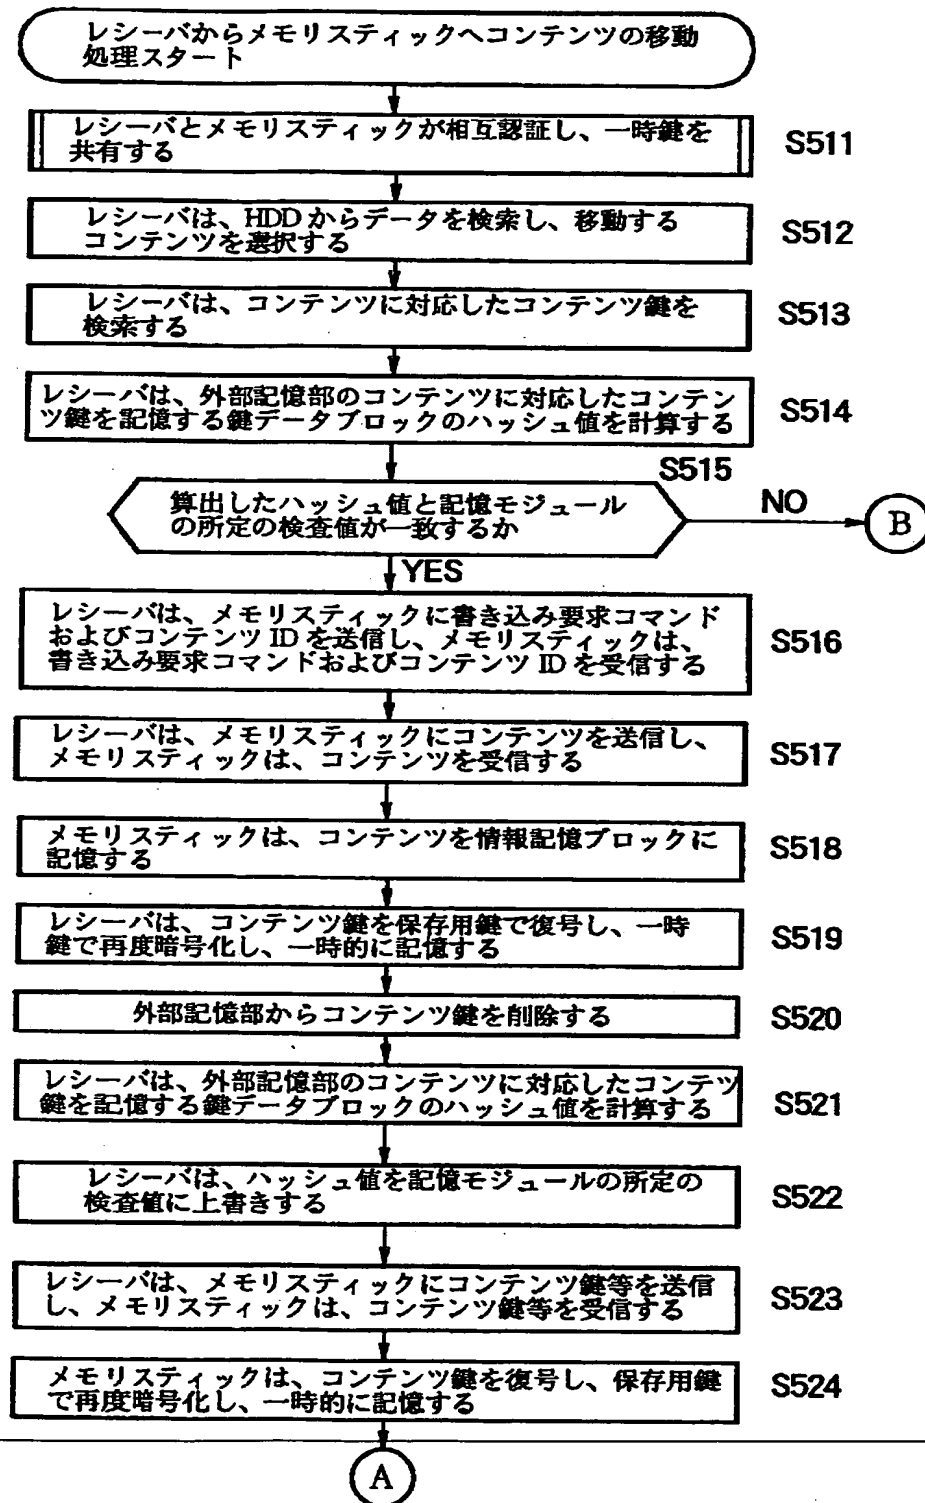 レシーバからメモリスティックへコンテンツの移動
処理スタート
レシーバとメモリスティックが相互認証し、一時鍵を
共有する
S511
レシーバは、HDDからデータを検索し、移動する
コンテンツを選択する
S512
レシーバは、コンテンツに対応したコンテンツ鍵を
検索する
S513
レシーバは、外部記憶部のコンテンツに対応したコンテン
ツ鍵を記憶する鍵データブロックのハッシュ値を計算する
S514
S515
算出したハッシュ値と記憶モジュール
の所定の検査値が一致するか
NO
B
YES
レシーバは、メモリスティックに書き込み要求コマンド
およびコンテンツIDを送信し、メモリスティックは、
書き込み要求コマンドおよびコンテンツIDを受信する
S516
レシーバは、メモリスティックにコンテンツを送信し、
メモリスティックは、コンテンツを受信する
S517
メモリスティックは、コンテンツを情報記憶ブロックに
記憶する
S518
レシーバは、コンテンツ鍵を保存用鍵で復号し、一時
鍵で再度暗号化し、一時的に記憶する
S519
外部記憶部からコンテンツ鍵を削除する
S520
レシーバは、外部記憶部のコンテンツに対応したコンテツ
鍵を記憶する鍵データブロックのハッシュ値を計算する
S521
レシーバは、ハッシュ値を記憶モジュールの所定の
検査値に上書きする
S522
レシーバは、メモリスティックにコンテンツ鍵等を送信
し、メモリスティックは、コンテンツ鍵等を受信する
S523
メモリスティックは、コンテンツ鍵を復号し、保存用鍵
で再度暗号化し、一時的に記憶する
S524
A